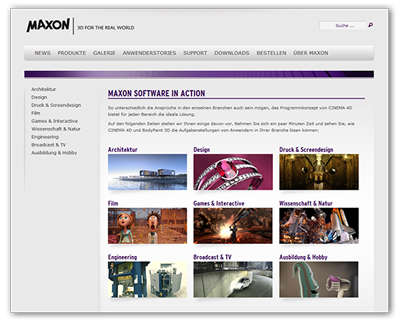 MAXON 3D FOR THE REAL WORLD
Suche ...
NEWS PRODUKTE GALERIE ANWENDERSTORIES SUPPORT DOWNLOADS BESTELLEN ÜBER MAXON
Architektur
Design
Druck & Screendesign
Film
Games & Interactive
Wissenschaft & Natur
Engineering
Broadcast & TV
Ausbildung & Hobby
MAXON SOFTWARE IN ACTION
So unterschiedlich die Ansprüche in den einzelnen Branchen auch sein mögen, das Programmkonzept von CINEMA 4D
bietet für jeden Bereich die ideale Lösung.
Auf den folgenden Seiten stellen wir Ihnen einige davon vor. Nehmen Sie sich ein paar Minuten Zeit und sehen Sie, wie
CINEMA 4D und BodyPaint 3D die Aufgabenstellungen von Anwendern in Ihrer Branche lösen können:
Architektur Design Druck & Screendesign
Film Games & Interactive Wissenschaft & Natur
Engineering Broadcast & TV Ausbildung & Hobby